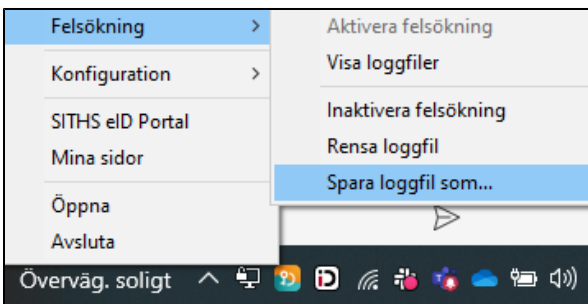 Felsökning
Konfiguration
SITHS eID Portal
Mina sidor
Öppna
Avsluta
Aktivera felsökning
Visa loggfiler
Inaktivera felsökning
Rensa loggfil
Spara loggfil som...
Överväg. soligt